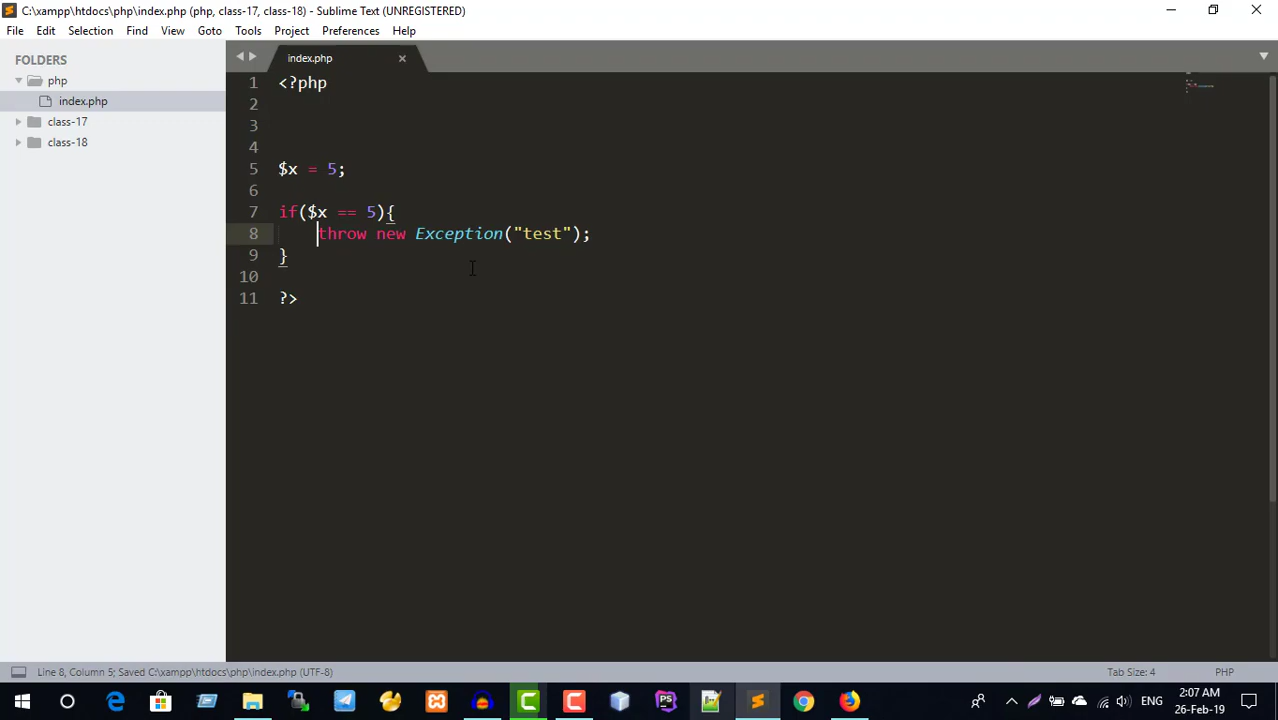 C:\xampp\htdocs\php\index.php (php, class-17, class-18) - Sublime Text (UNREGISTERED)
File Edit Selection Find View Goto Tools Project Preferences Help
FOLDERS
php
index.php
class-17
class-18
index.php
1 <?php
2
3
4
5 $x = 5;
6
7 if($x == 5){
8     throw new Exception("test");
9 }
10
11 ?>
Line 8, Column 5; Saved C:\xampp\htdocs\php\index.php (UTF-8)
Tab Size: 4
PHP
ENG
2:07 AM
26-Feb-19